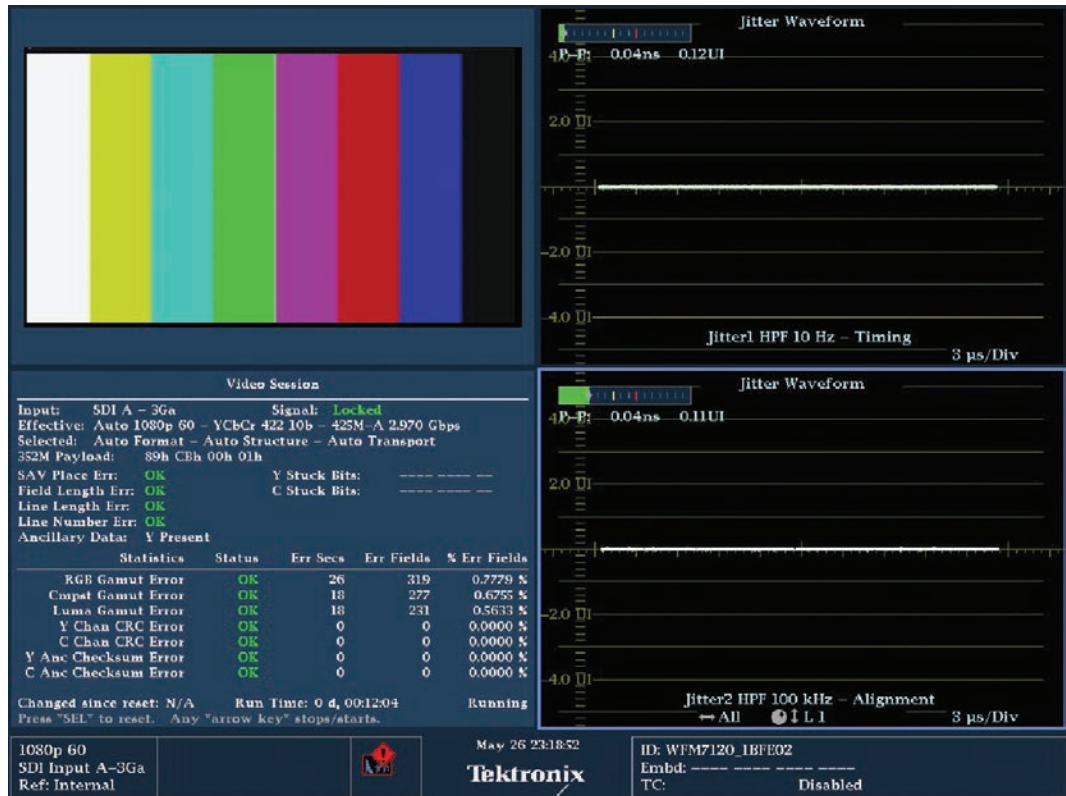 Jitter Waveform
P-P: 0.04ns 0.12UI
4.0
2.0 UI
-2.0 UI
-4.0 UI
Jitter1 HPF 10 Hz – Timing
3 µs/Div
Video Session
Input: SDI A – 3Ga Signal: Locked
Effective: Auto 1080p 60 – YCbCr 422 10b – 425M-A 2.970 Gbps
Selected: Auto Format – Auto Structure – Auto Transport
352M Payload: 89h CBh 00h 01h
SAV Place Err: OK Y Stuck Bits: ---- ---- --
Field Length Err: OK C Stuck Bits: ---- ---- --
Line Length Err: OK
Line Number Err: OK
Ancillary Data: Y Present
Statistics Status Err Secs Err Fields % Err Fields
RGB Gamut Error OK 26 319 0.7779 %
Cmpst Gamut Error OK 18 277 0.6755 %
Luma Gamut Error OK 18 231 0.5633 %
Y Chan CRC Error OK 0 0 0.0000 %
C Chan CRC Error OK 0 0 0.0000 %
Y Anc Checksum Error OK 0 0 0.0000 %
C Anc Checksum Error OK 0 0 0.0000 %
Changed since reset: N/A Run Time: 0 d, 00:12:04 Running
Press "SEL" to reset. Any "arrow key" stops/starts.
Jitter Waveform
P-P: 0.04ns 0.11UI
4.0
2.0 UI
-2.0 UI
-4.0 UI
Jitter2 HPF 100 kHz – Alignment
↔ All ↕ L 1 3 µs/Div
1080p 60
SDI Input A-3Ga
Ref: Internal
May 26 23:18:52
Tektronix
ID: WFM7120_1BFE02
Embd: ---- ---- ---- ----
TC: Disabled